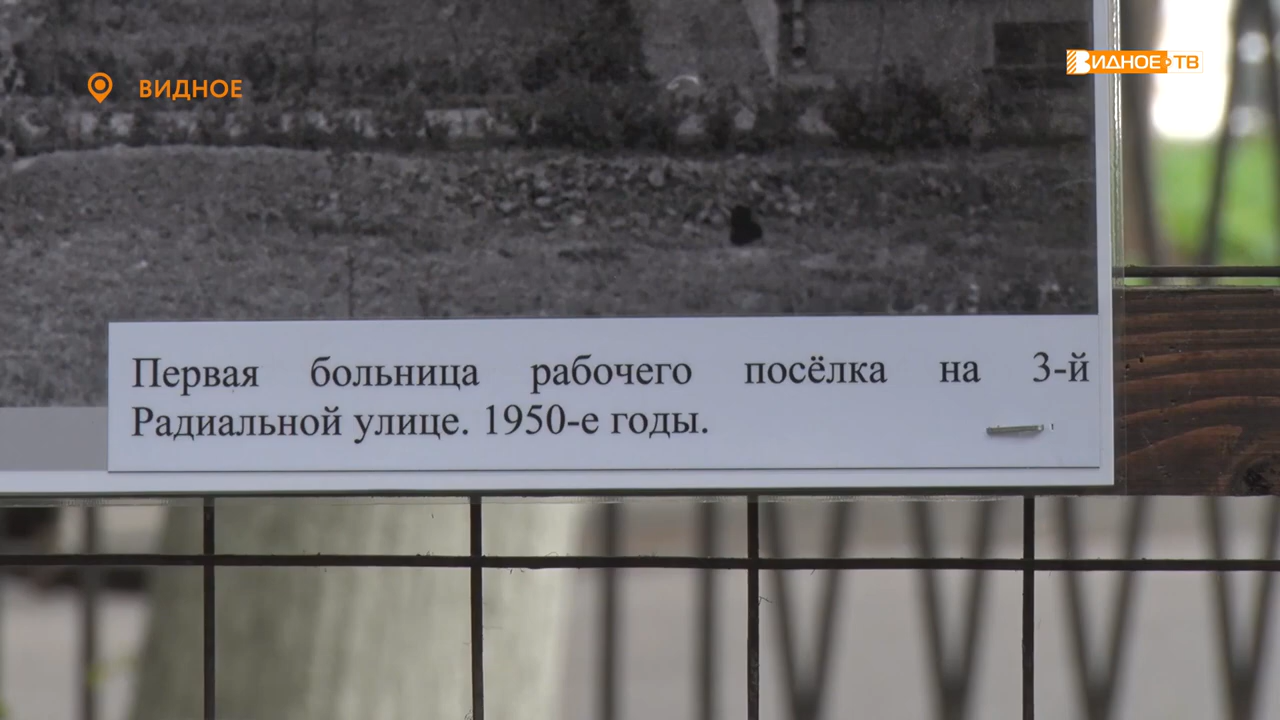 ВИДНОЕ
ВИДНОЕ ТВ
Первая больница рабочего посёлка на 3-й
Радиальной улице. 1950-е годы.